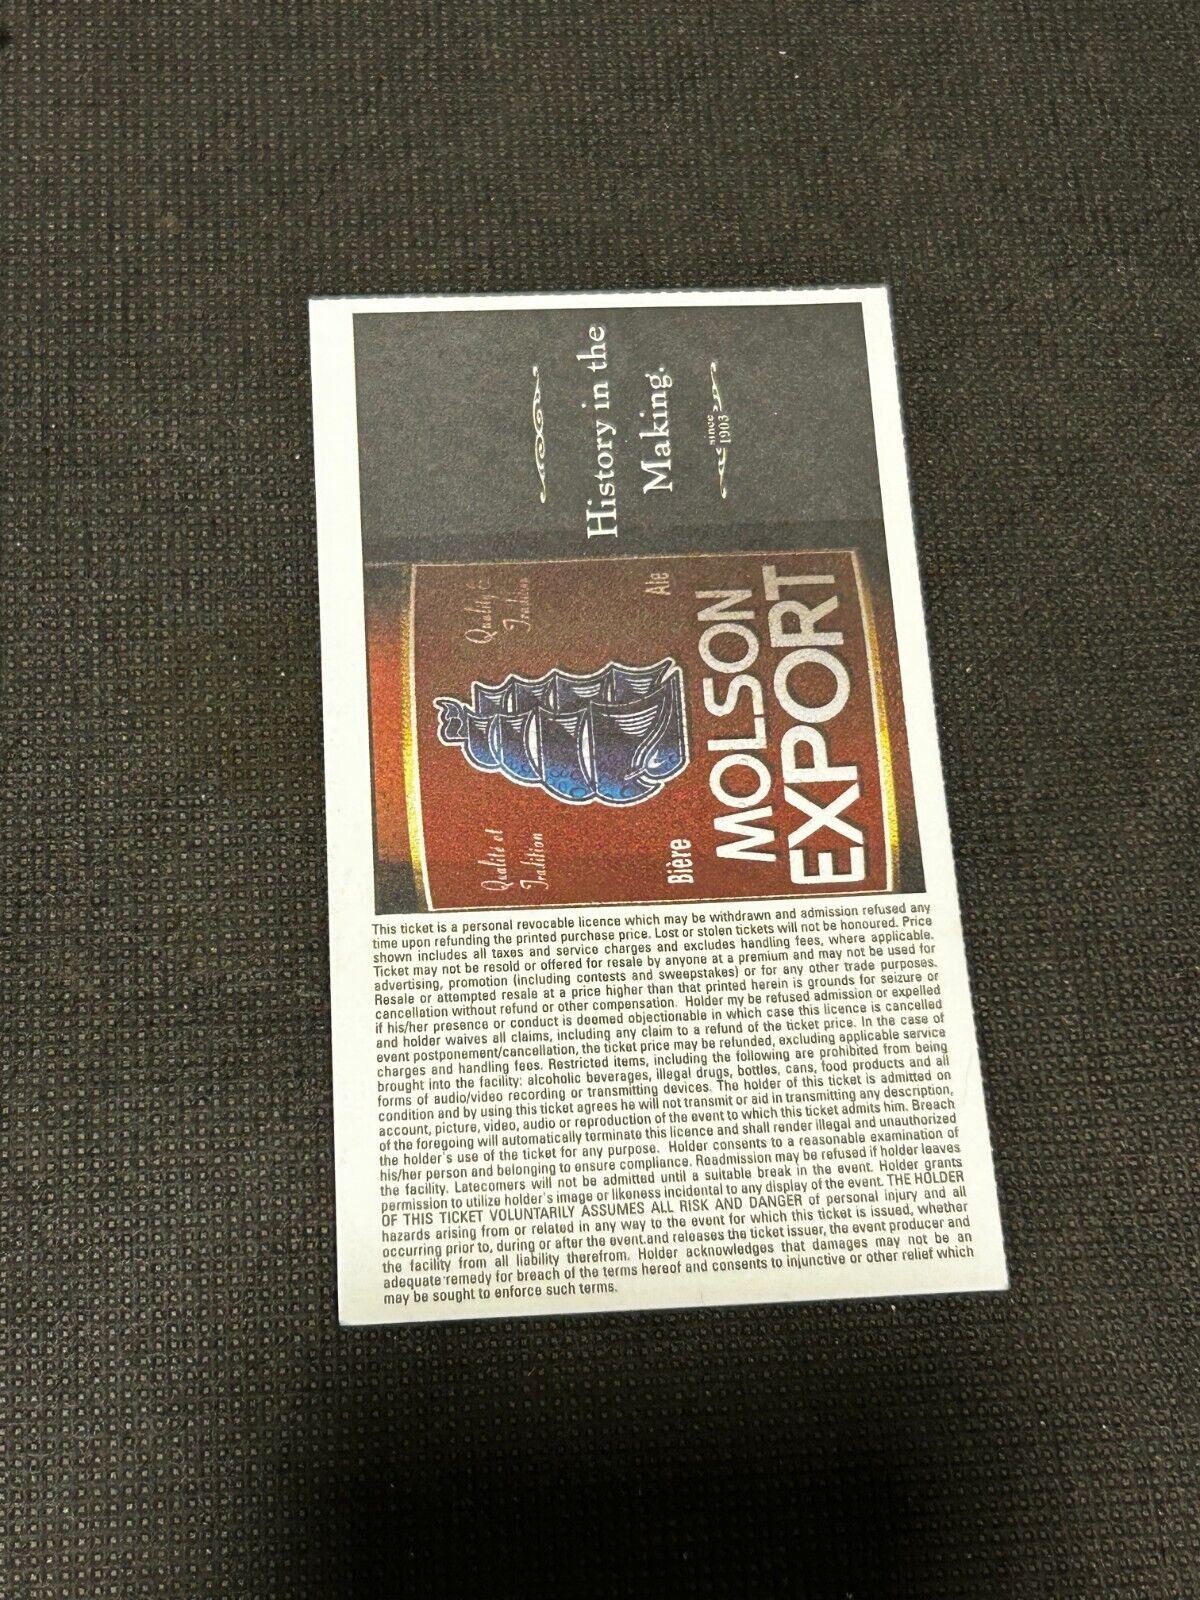 History in the
Making.
since
1903
Quality &
Tradition
Ale
Qualité et
Tradition
Bière
MOLSON
EXPORT
This ticket is a personal revocable licence which may be withdrawn and admission refused any
time upon refunding the printed purchase price. Lost or stolen tickets will not be honoured. Price
shown includes all taxes and service charges and excludes handling fees, where applicable.
Ticket may not be resold or offered for resale by anyone at a premium and may not be used for
advertising, promotion (including contests and sweepstakes) or for any other trade purposes.
Resale or attempted resale at a price higher than that printed herein is grounds for seizure or
cancellation without refund or other compensation. Holder my be refused admission or expelled
if his/her presence or conduct is deemed objectionable in which case this licence is cancelled
and holder waives all claims, including any claim to a refund of the ticket price. In the case of
event postponement/cancellation, the ticket price may be refunded, excluding applicable service
charges and handling fees. Restricted items, including the following are prohibited from being
brought into the facility: alcoholic beverages, illegal drugs, bottles, cans, food products and all
forms of audio/video recording or transmitting devices. The holder of this ticket is admitted on
condition and by using this ticket agrees he will not transmit or aid in transmitting any description,
account, picture, video, audio or reproduction of the event to which this ticket admits him. Breach
of the foregoing will automatically terminate this licence and shall render illegal and unauthorized
the holder's use of the ticket for any purpose. Holder consents to a reasonable examination of
his/her person and belonging to ensure compliance. Readmission may be refused if holder leaves
the facility. Latecomers will not be admitted until a suitable break in the event. Holder grants
permission to utilize holder's image or likeness incidental to any display of the event. THE HOLDER
OF THIS TICKET VOLUNTARILY ASSUMES ALL RISK AND DANGER of personal injury and all
hazards arising from or related in any way to the event for which this ticket is issued, whether
occurring prior to, during or after the event.and releases the ticket issuer, the event producer and
the facility from all liability therefrom. Holder acknowledges that damages may not be an
adequate remedy for breach of the terms hereof and consents to injunctive or other relief which
may be sought to enforce such terms.